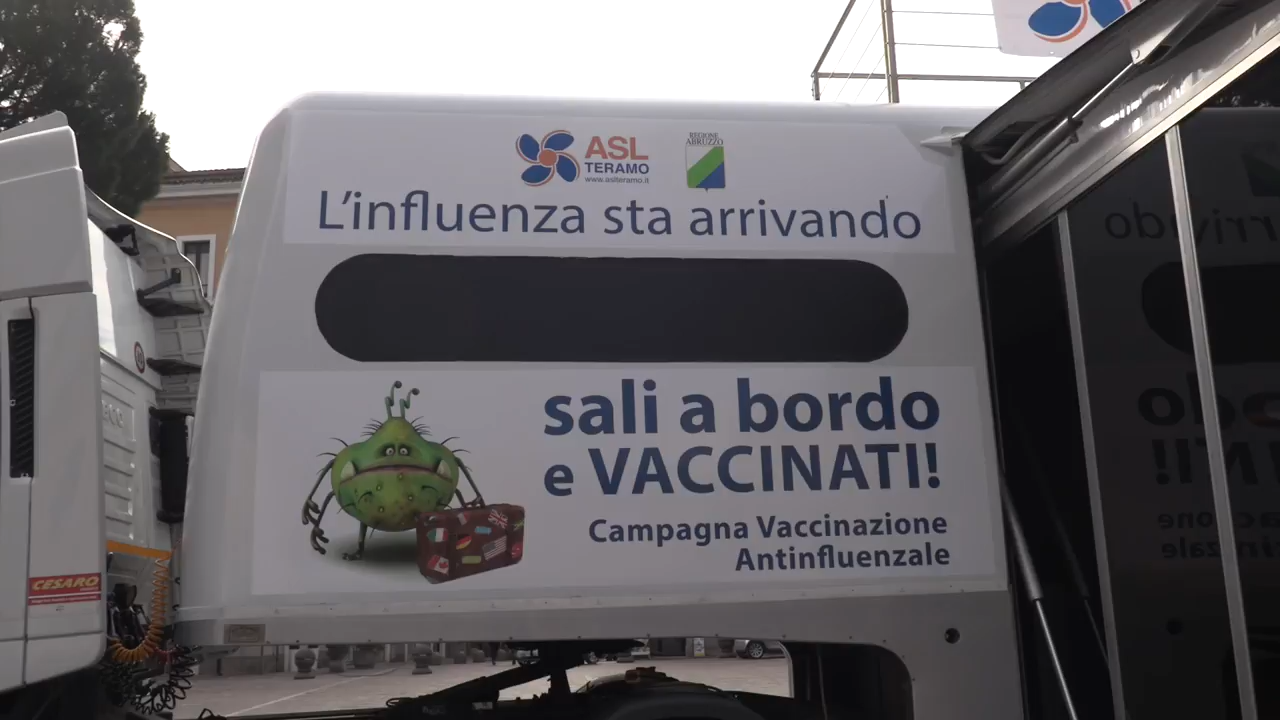 ASL
TERAMO
www.aslteramo.it
REGIONE
ABRUZZO
L'influenza sta arrivando
sali a bordo
e VACCINATI!
Campagna Vaccinazione
Antinfluenzale
CESARO